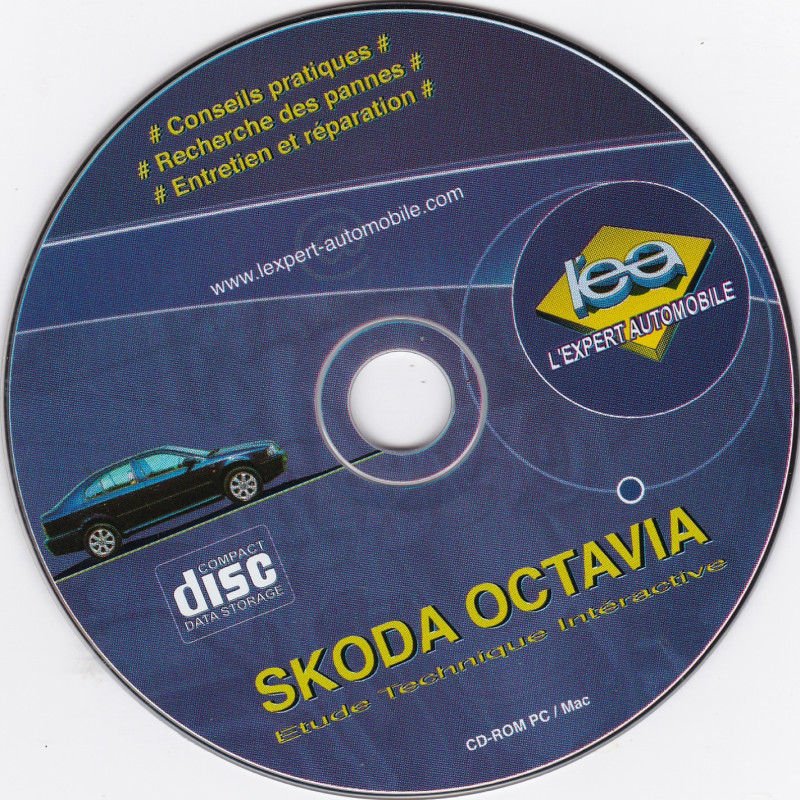 # Conseils pratiques #
# Recherche des pannes #
# Entretien et réparation #
www.lexpert-automobile.com
l'ea
L'EXPERT AUTOMOBILE
COMPACT
disc
DATA STORAGE
SKODA OCTAVIA
Etude Technique Intéractive
CD-ROM PC / Mac